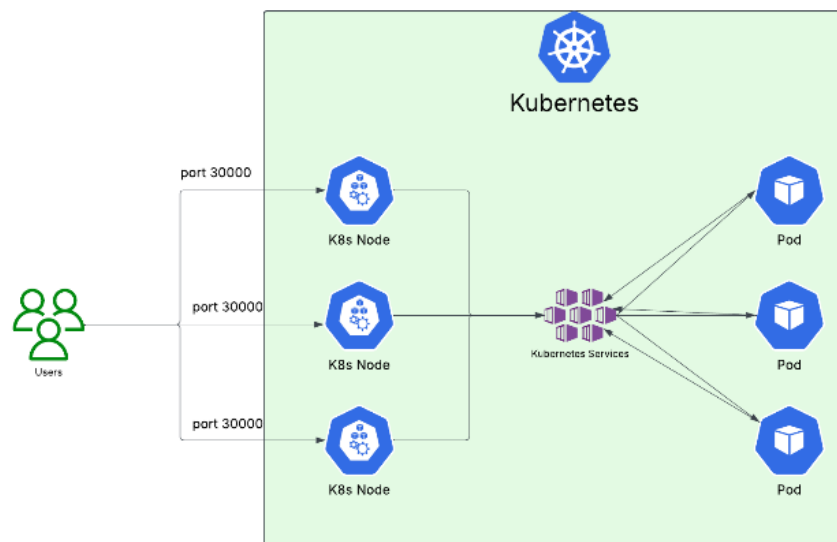 Kubernetes
port 30000
K8s Node
Pod
port 30000
K8s Node
Kubernetes Services
Pod
Users
port 30000
K8s Node
Pod